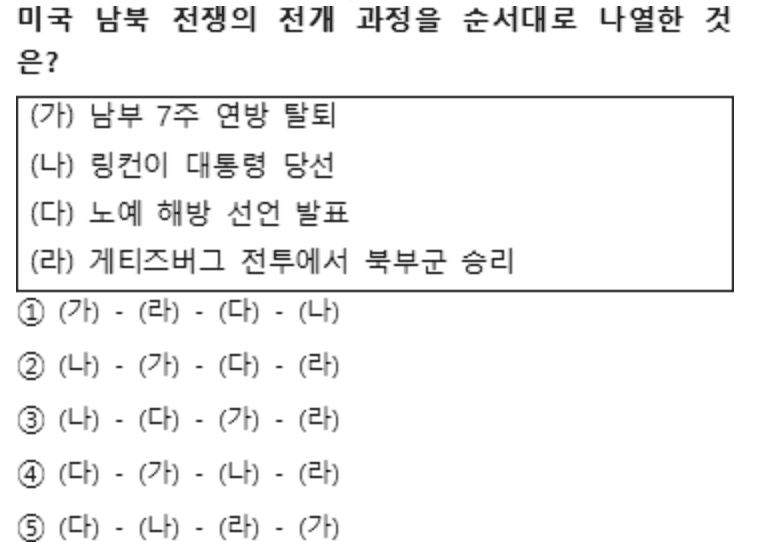 미국 남북 전쟁의 전개 과정을 순서대로 나열한 것
은?
(가) 남부 7주 연방 탈퇴
(나) 링컨이 대통령 당선
(다) 노예 해방 선언 발표
(라) 게티즈버그 전투에서 북부군 승리
① (가) - (라) - (다) - (나)
② (나) - (가) - (다) - (라)
③ (나) - (다) - (가) - (라)
④ (다) - (가) - (나) - (라)
⑤ (다) - (나) - (라) - (가)